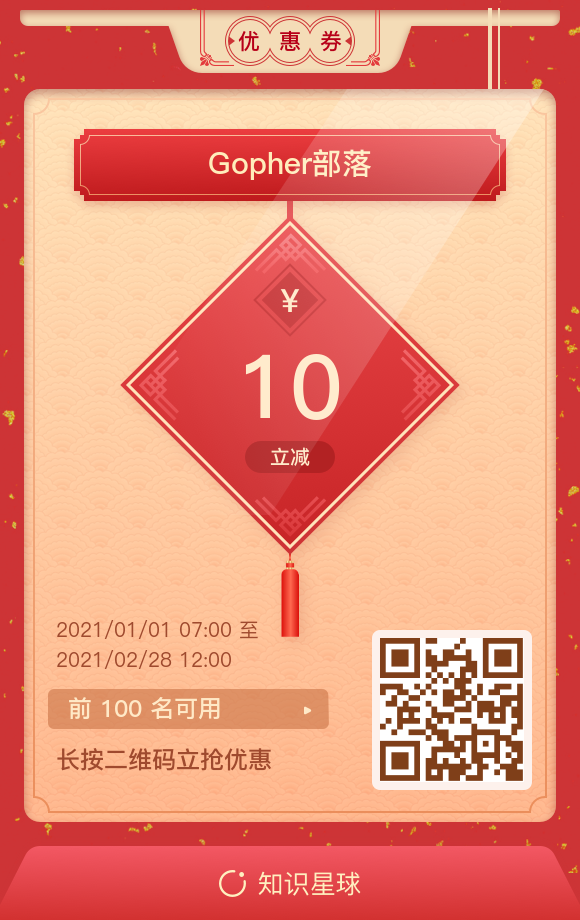 优惠券
Gopher部落
¥
10
立减
2021/01/01 07:00 至
2021/02/28 12:00
前 100 名可用
长按二维码立抢优惠
知识星球